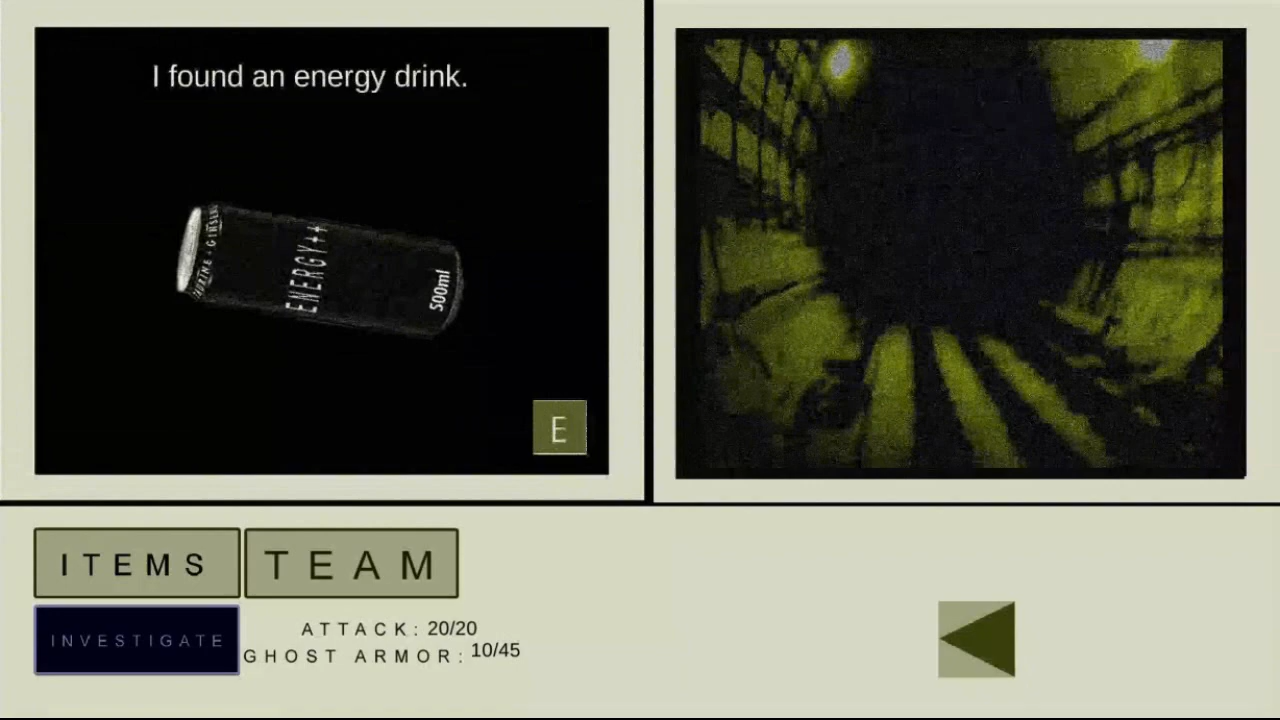 I found an energy drink.
ENERGY++
500ml
E
ITEMS
TEAM
INVESTIGATE
ATTACK: 20/20
GHOST ARMOR: 10/45